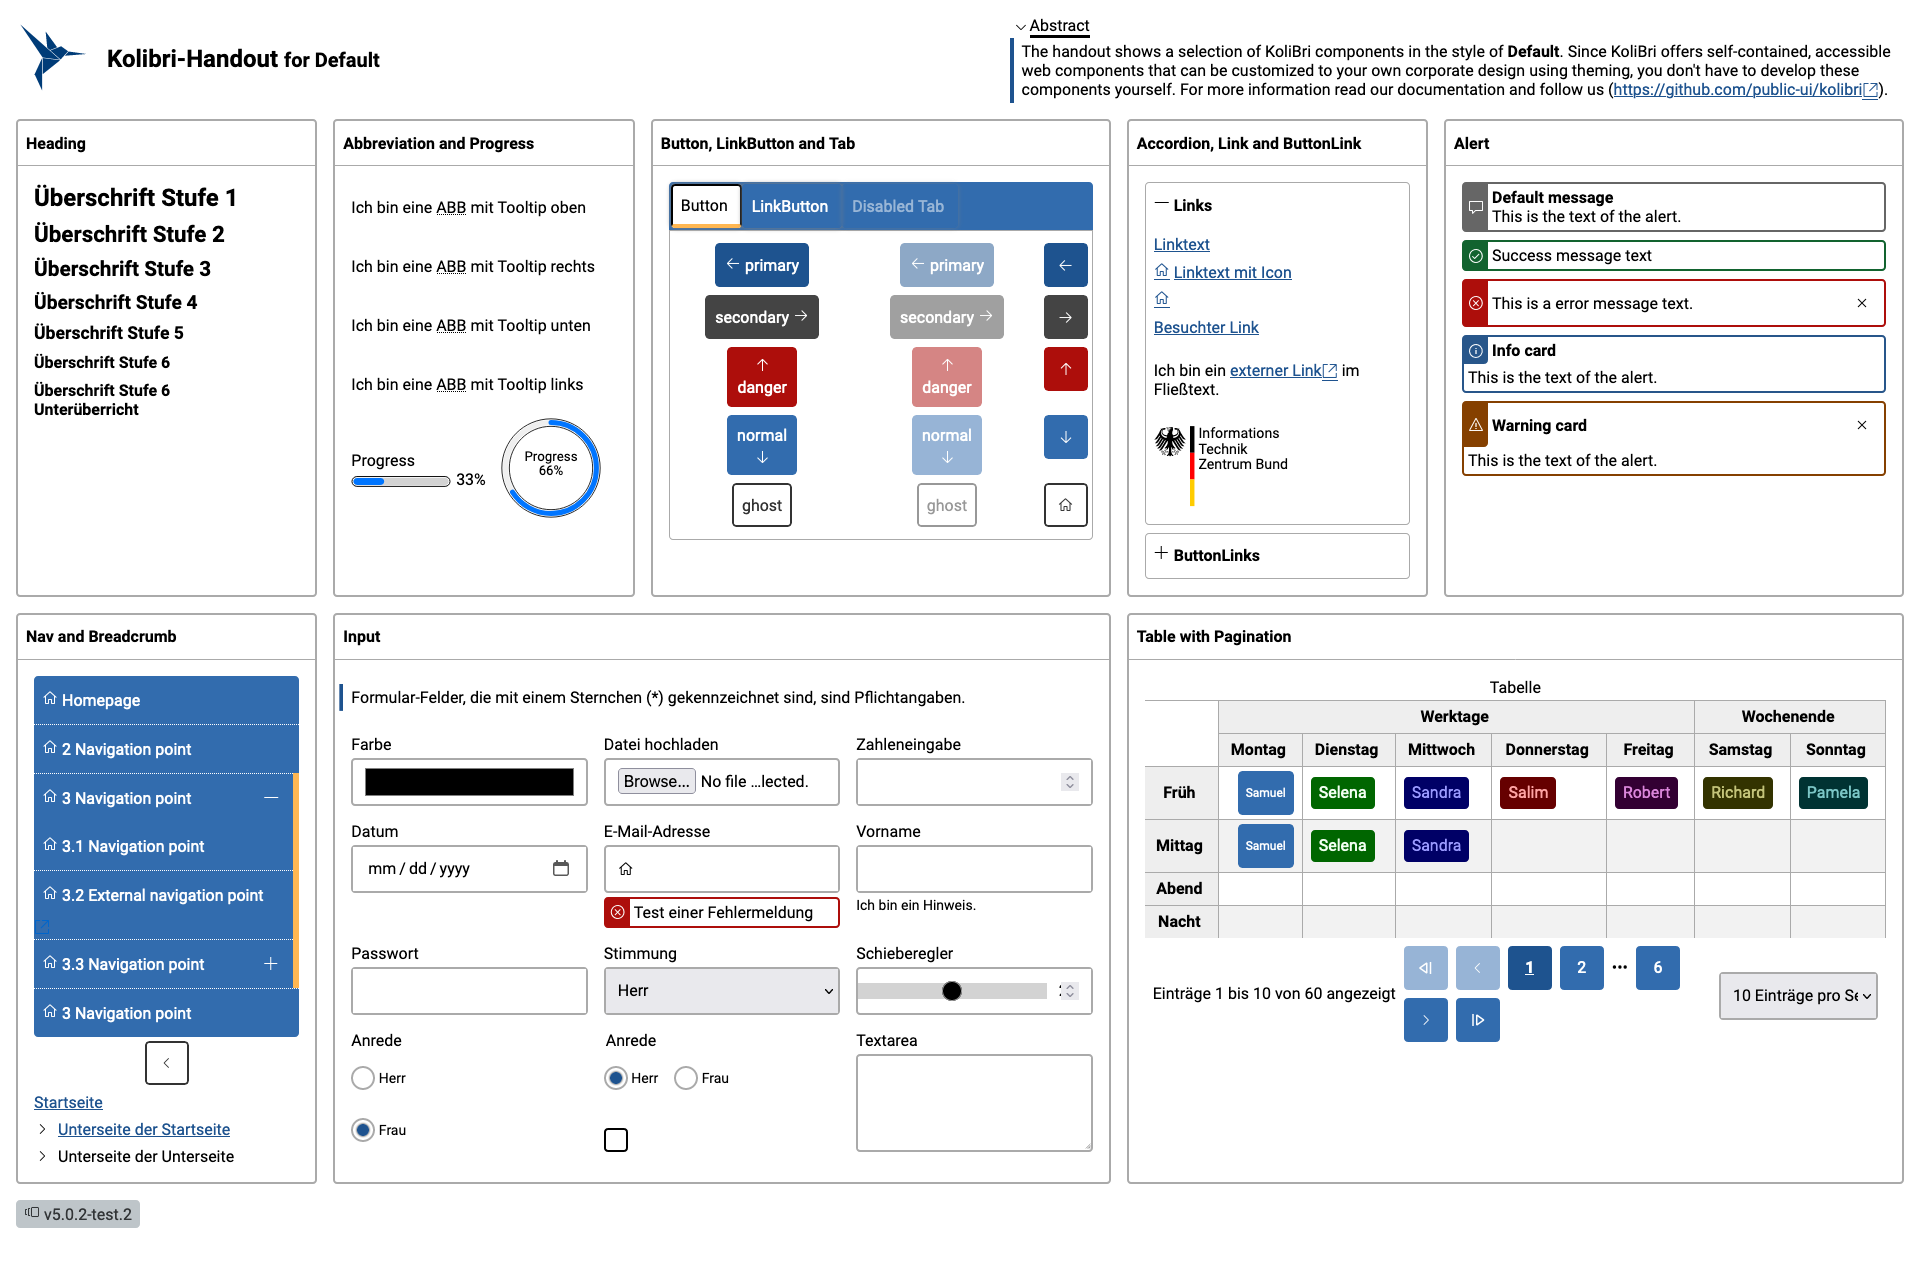 Kolibri-Handout for Default
Abstract
The handout shows a selection of KoliBri components in the style of Default. Since KoliBri offers self-contained, accessible
web components that can be customized to your own corporate design using theming, you don't have to develop these
components yourself. For more information read our documentation and follow us (https://github.com/public-ui/kolibri).
Heading
Überschrift Stufe 1
Überschrift Stufe 2
Überschrift Stufe 3
Überschrift Stufe 4
Überschrift Stufe 5
Überschrift Stufe 6
Überschrift Stufe 6
Unterüberricht
Abbreviation and Progress
Ich bin eine ABB mit Tooltip oben
Ich bin eine ABB mit Tooltip rechts
Ich bin eine ABB mit Tooltip unten
Ich bin eine ABB mit Tooltip links
Progress
33%
Progress
66%
Button, LinkButton and Tab
Button LinkButton Disabled Tab
primary primary
secondary secondary
danger danger
normal normal
ghost ghost
Accordion, Link and ButtonLink
Links
Linktext
Linktext mit Icon
Besuchter Link
Ich bin ein externer Link im
Fließtext.
Informations
Technik
Zentrum Bund
ButtonLinks
Alert
Default message
This is the text of the alert.
Success message text
This is a error message text.
Info card
This is the text of the alert.
Warning card
This is the text of the alert.
Nav and Breadcrumb
Homepage
2 Navigation point
3 Navigation point
3.1 Navigation point
3.2 External navigation point
3.3 Navigation point
3 Navigation point
Startseite
Unterseite der Startseite
Unterseite der Unterseite
Input
Formular-Felder, die mit einem Sternchen (*) gekennzeichnet sind, sind Pflichtangaben.
Farbe
Datei hochladen
Browse... No file ...lected.
Zahleneingabe
Datum
mm / dd / yyyy
E-Mail-Adresse
Test einer Fehlermeldung
Vorname
Ich bin ein Hinweis.
Passwort
Stimmung
Herr
Schieberegler
Anrede
Herr
Frau
Anrede
Herr Frau
Textarea
Table with Pagination
Tabelle
Werktage Wochenende
Montag Dienstag Mittwoch Donnerstag Freitag Samstag Sonntag
Früh Samuel Selena Sandra Salim Robert Richard Pamela
Mittag Samuel Selena Sandra
Abend
Nacht
Einträge 1 bis 10 von 60 angezeigt
1 2 ··· 6
10 Einträge pro Se
v5.0.2-test.2